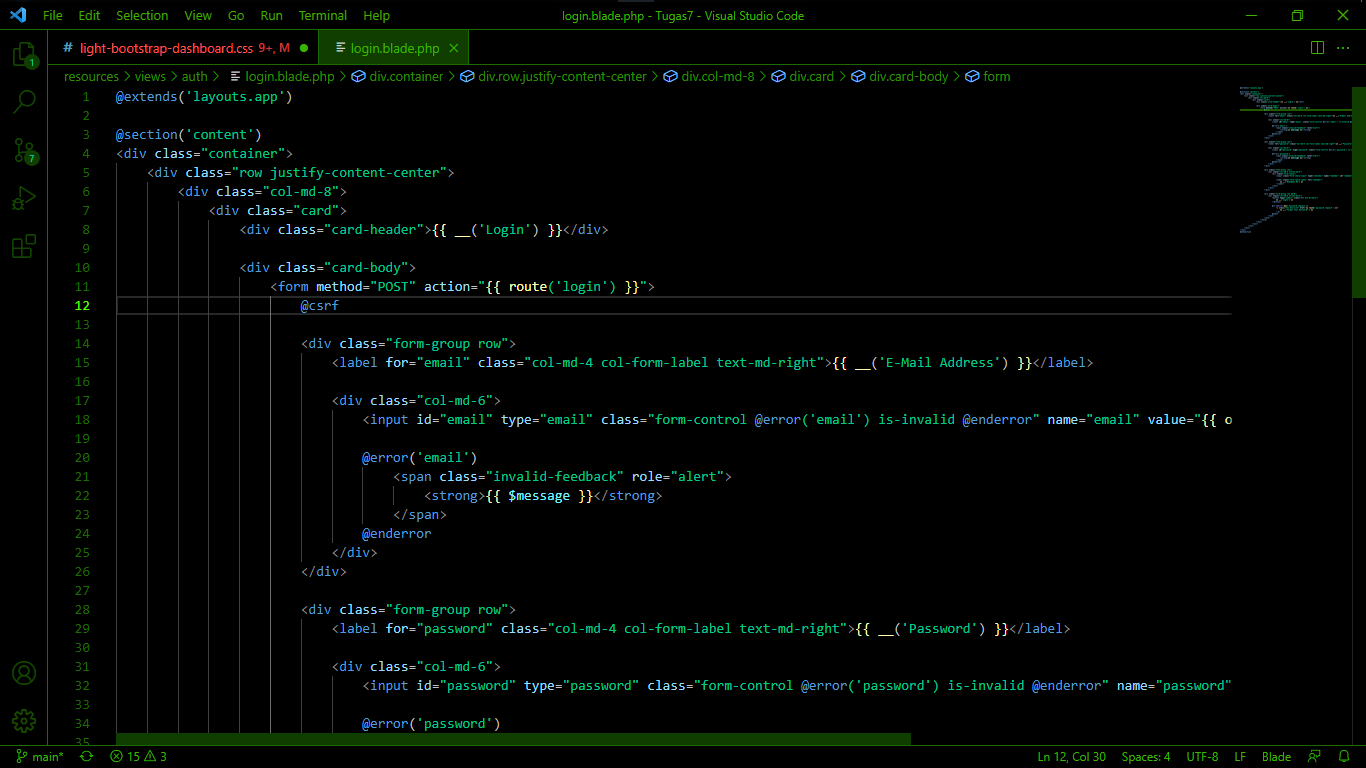 File Edit Selection View Go Run Terminal Help
login.blade.php - Tugas7 - Visual Studio Code
# light-bootstrap-dashboard.css 9+, M
login.blade.php
resources > views > auth > login.blade.php > div.container > div.row.justify-content-center > div.col-md-8 > div.card > div.card-body > form
1 @extends('layouts.app')
2
3 @section('content')
4 <div class="container">
5 <div class="row justify-content-center">
6 <div class="col-md-8">
7 <div class="card">
8 <div class="card-header">{{ __('Login') }}</div>
9
10 <div class="card-body">
11 <form method="POST" action="{{ route('login') }}">
12 @csrf
13
14 <div class="form-group row">
15 <label for="email" class="col-md-4 col-form-label text-md-right">{{ __('E-Mail Address') }}</label>
16
17 <div class="col-md-6">
18 <input id="email" type="email" class="form-control @error('email') is-invalid @enderror" name="email" value="{{ o
19
20 @error('email')
21 <span class="invalid-feedback" role="alert">
22 <strong>{{ $message }}</strong>
23 </span>
24 @enderror
25 </div>
26 </div>
27
28 <div class="form-group row">
29 <label for="password" class="col-md-4 col-form-label text-md-right">{{ __('Password') }}</label>
30
31 <div class="col-md-6">
32 <input id="password" type="password" class="form-control @error('password') is-invalid @enderror" name="password"
33
34 @error('password')
35
1
7
main*
15 3
Ln 12, Col 30 Spaces: 4 UTF-8 LF Blade